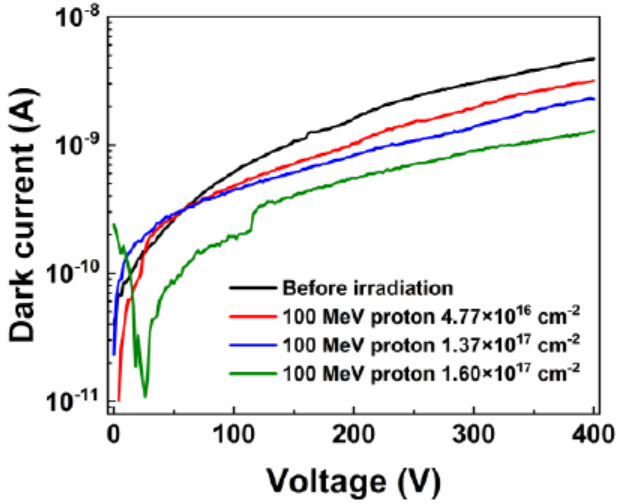 10⁻⁸
10⁻⁹
10⁻¹⁰
10⁻¹¹
Dark current (A)
Before irradiation
100 MeV proton 4.77×10¹⁶ cm⁻²
100 MeV proton 1.37×10¹⁷ cm⁻²
100 MeV proton 1.60×10¹⁷ cm⁻²
0 100 200 300 400
Voltage (V)